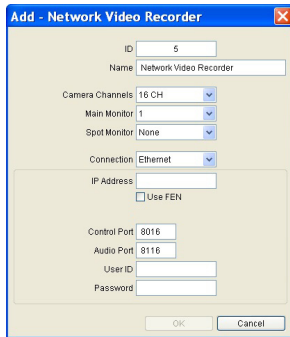 Add - Network Video Recorder
ID 5
Name Network Video Recorder
Camera Channels 16 CH
Main Monitor 1
Spot Monitor None
Connection Ethernet
IP Address
Use FEN
Control Port 8016
Audio Port 8116
User ID
Password
OK Cancel